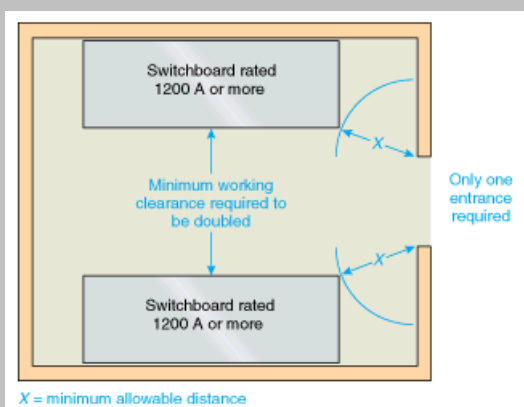 Switchboard rated
1200 A or more
X
Minimum working
clearance required to
be doubled
Only one
entrance
required
X
Switchboard rated
1200 A or more
X = minimum allowable distance